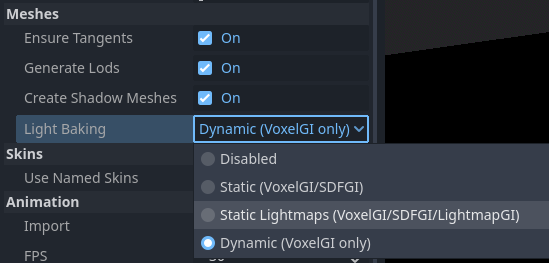 Meshes
Ensure Tangents On
Generate Lods On
Create Shadow Meshes On
Light Baking Dynamic (VoxelGI only)
Disabled
Skins
Static (VoxelGI/SDFGI)
Use Named Skins
Static Lightmaps (VoxelGI/SDFGI/LightmapGI)
Animation
Import
Dynamic (VoxelGI only)
FPS